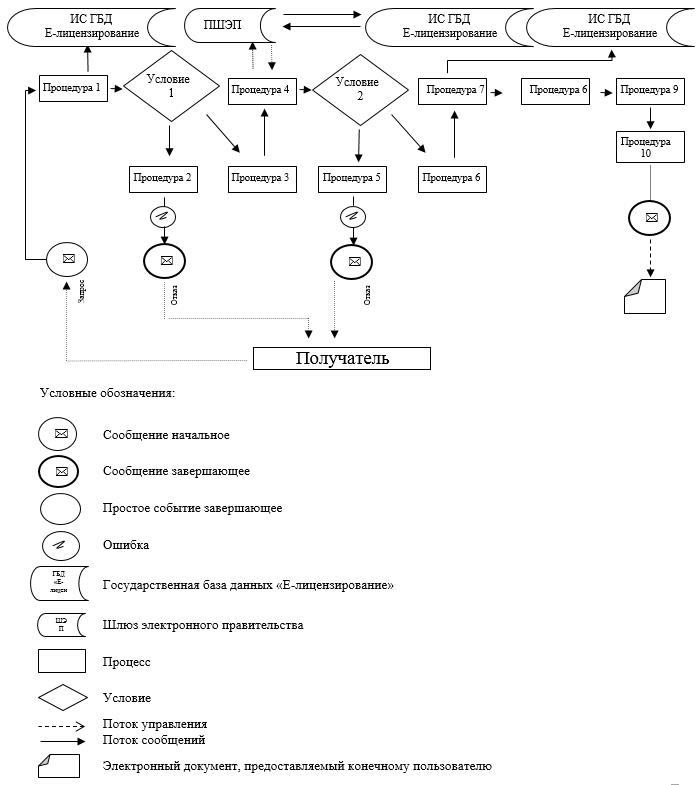 ИС ГБД
Е-лицензирование
ПШЭП
ИС ГБД
Е-лицензирование
ИС ГБД
Е-лицензирование
Процедура 1
Условие
1
Процедура 4
Условие
2
Процедура 7
Процедура 6
Процедура 9
Процедура
10
Процедура 2
Процедура 3
Процедура 5
Процедура 6
Запрос
Отказ
Отказ
Получатель
Условные обозначения:
Сообщение начальное
Сообщение завершающее
Простое событие завершающее
Ошибка
ГБД
«Е-
лицен
Государственная база данных «Е-лицензирование»
ШЭ
П
Шлюз электронного правительства
Процесс
Условие
Поток управления
Поток сообщений
Электронный документ, предоставляемый конечному пользователю